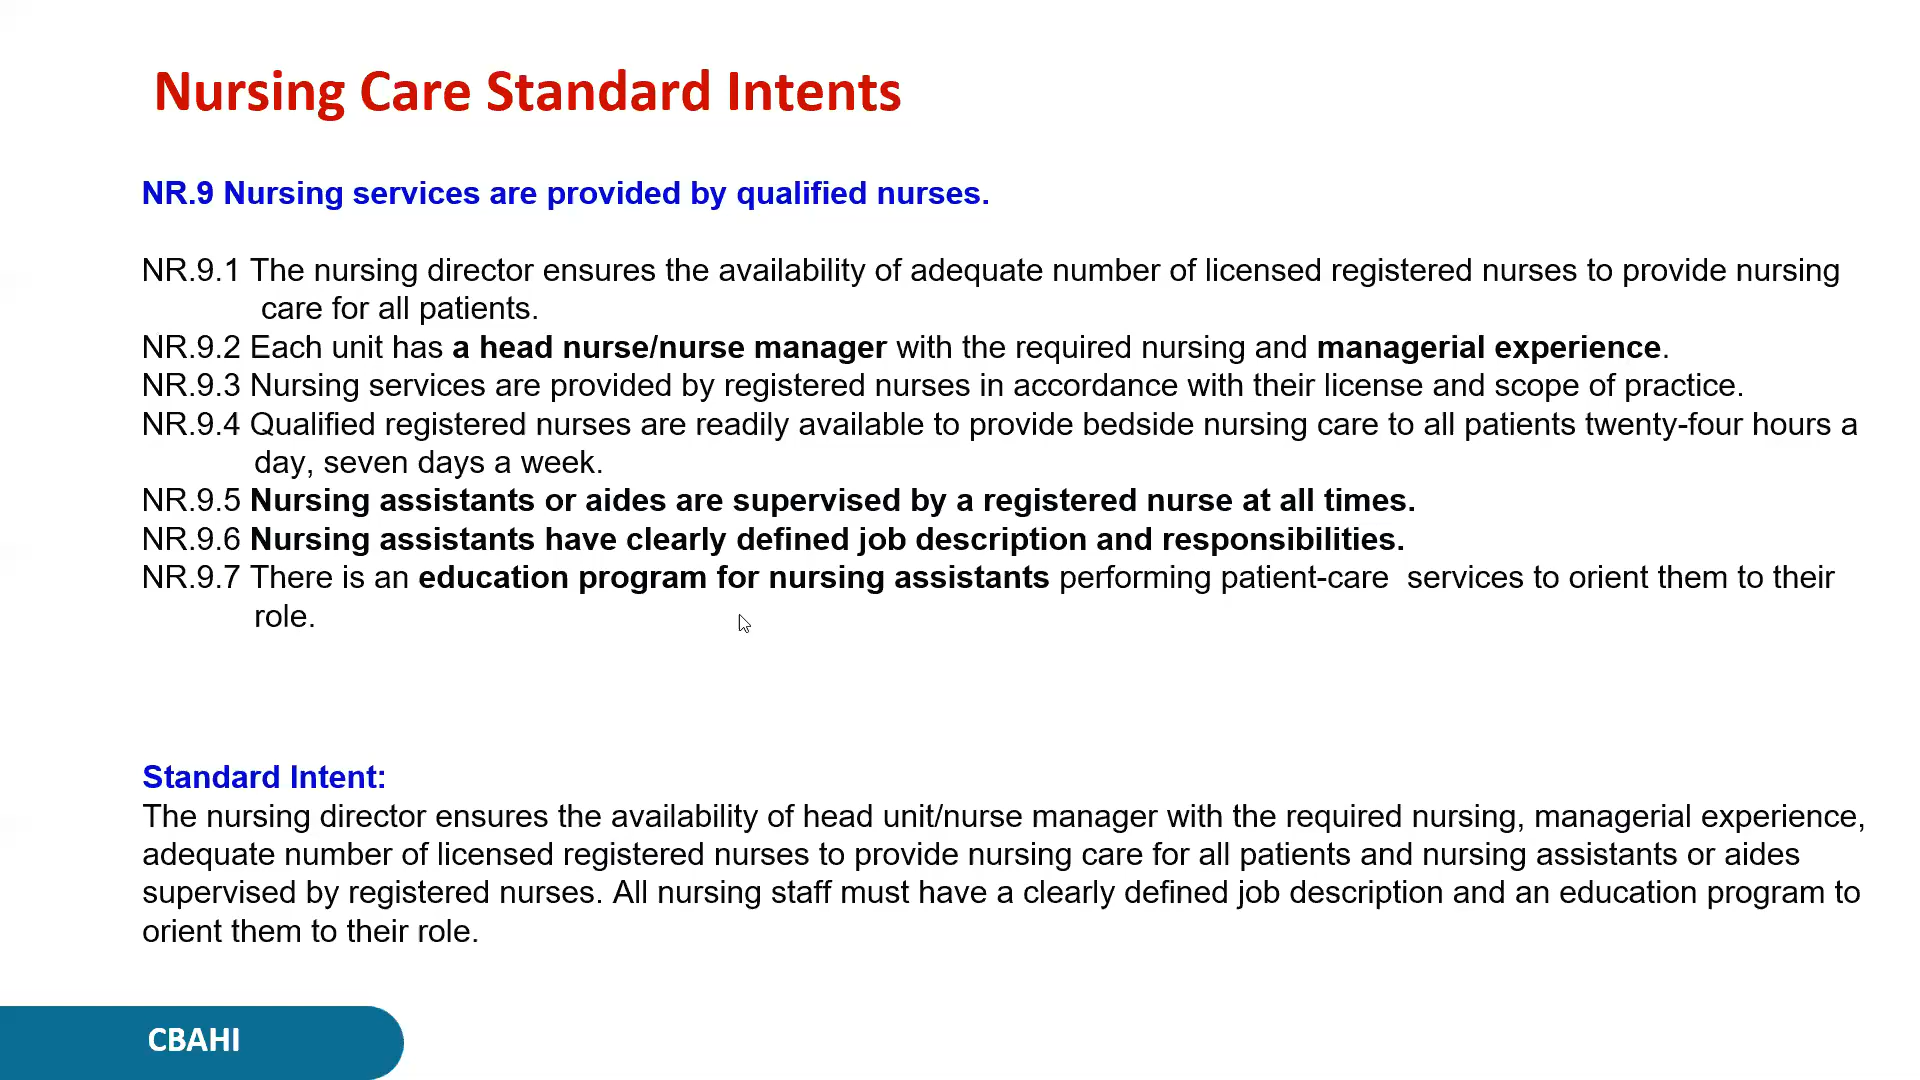 Nursing Care Standard Intents
NR.9 Nursing services are provided by qualified nurses.
NR.9.1 The nursing director ensures the availability of adequate number of licensed registered nurses to provide nursing
care for all patients.
NR.9.2 Each unit has a head nurse/nurse manager with the required nursing and managerial experience.
NR.9.3 Nursing services are provided by registered nurses in accordance with their license and scope of practice.
NR.9.4 Qualified registered nurses are readily available to provide bedside nursing care to all patients twenty-four hours a
day, seven days a week.
NR.9.5 Nursing assistants or aides are supervised by a registered nurse at all times.
NR.9.6 Nursing assistants have clearly defined job description and responsibilities.
NR.9.7 There is an education program for nursing assistants performing patient-care  services to orient them to their
role.
Standard Intent:
The nursing director ensures the availability of head unit/nurse manager with the required nursing, managerial experience,
adequate number of licensed registered nurses to provide nursing care for all patients and nursing assistants or aides
supervised by registered nurses. All nursing staff must have a clearly defined job description and an education program to
orient them to their role.
CBAHI